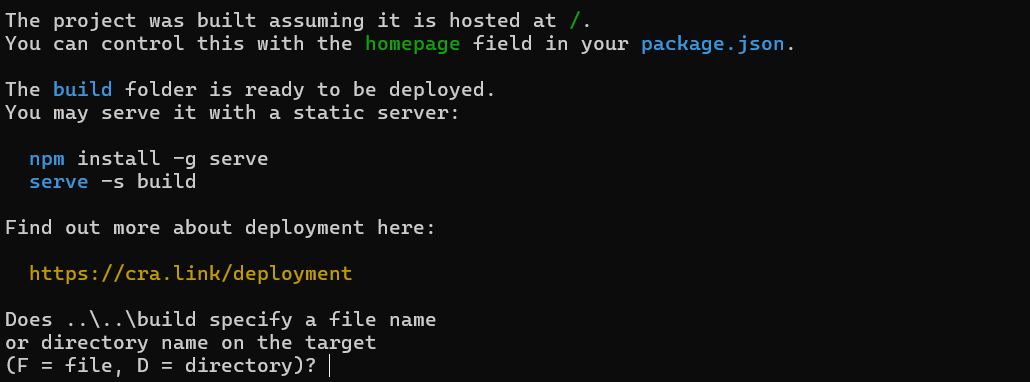 The project was built assuming it is hosted at /.
You can control this with the homepage field in your package.json.
The build folder is ready to be deployed.
You may serve it with a static server:
npm install -g serve
serve -s build
Find out more about deployment here:
https://cra.link/deployment
Does ..\..\build specify a file name
or directory name on the target
(F = file, D = directory)?